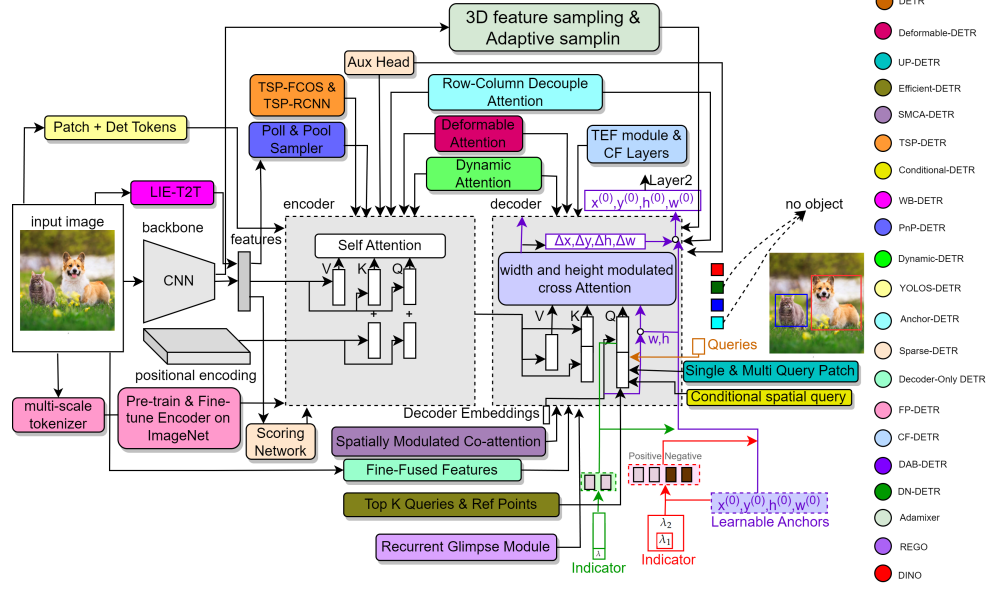 3D feature sampling &
Adaptive samplin
Aux Head
TSP-FCOS &
TSP-RCNN
Row-Column Decouple
Attention
Patch + Det Tokens
Poll & Pool
Sampler
Deformable
Attention
TEF module &
CF Layers
Dynamic
Attention
LIE-T2T
Layer2
x(0),y(0),h(0),w(0)
input image
backbone
features
encoder
decoder
no object
Self Attention
Δx,Δy,Δh,Δw
CNN
V
K
Q
width and height modulated
cross Attention
+
+
V
K
Q
w,h
Queries
positional encoding
Single & Multi Query Patch
Conditional spatial query
multi-scale
tokenizer
Pre-train & Fine-
tune Encoder on
ImageNet
Decoder Embeddings
Scoring
Network
Spatially Modulated Co-attention
Fine-Fused Features
Positive Negative
Top K Queries & Ref Points
x(0),y(0),h(0),w(0)
Learnable Anchors
λ2
λ1
λ
Recurrent Glimpse Module
Indicator
Indicator
DETR
Deformable-DETR
UP-DETR
Efficient-DETR
SMCA-DETR
TSP-DETR
Conditional-DETR
WB-DETR
PnP-DETR
Dynamic-DETR
YOLOS-DETR
Anchor-DETR
Sparse-DETR
Decoder-Only DETR
FP-DETR
CF-DETR
DAB-DETR
DN-DETR
Adamixer
REGO
DINO